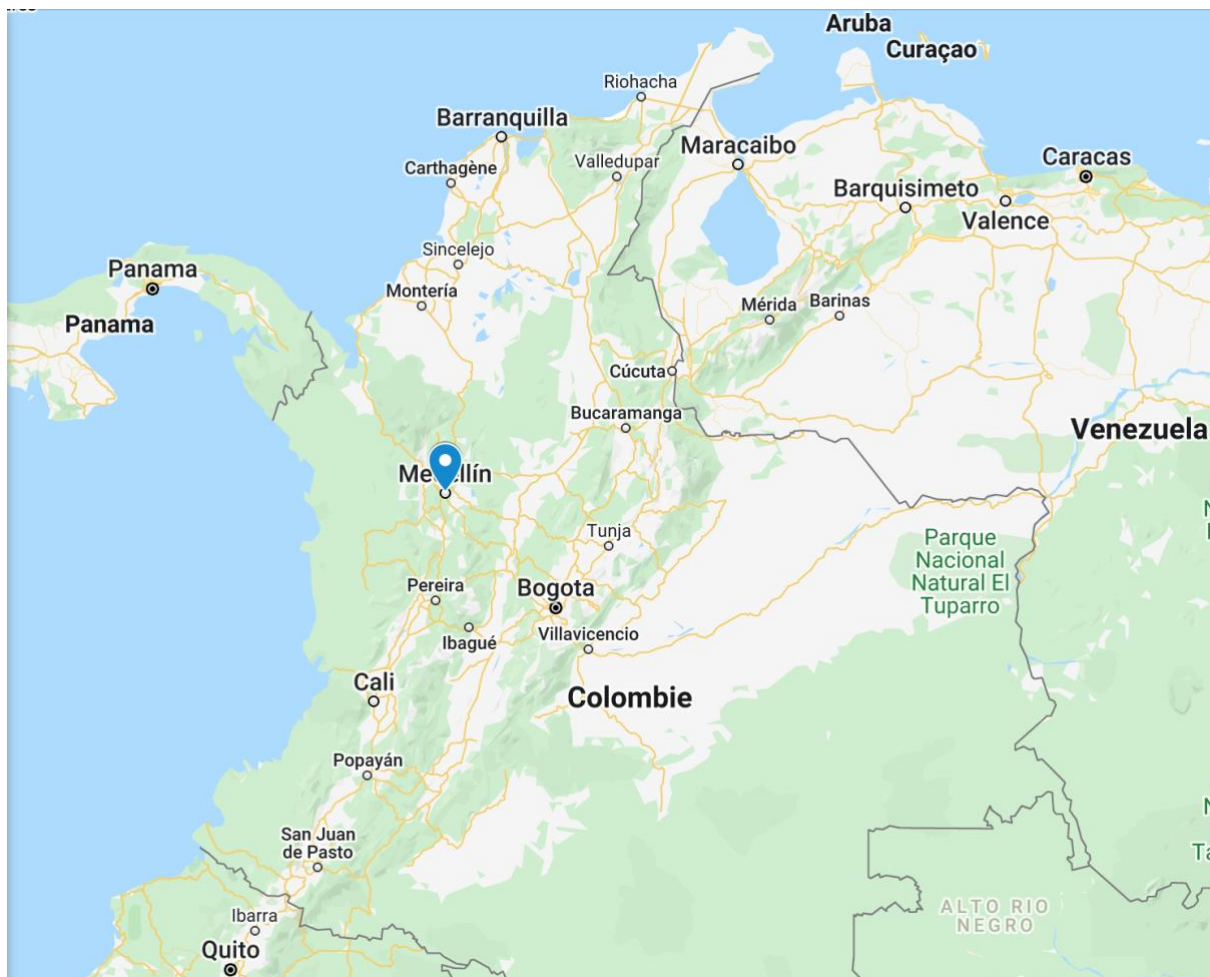 Aruba
Curaçao
Riohacha
Barranquilla
Maracaibo
Caracas
Carthagène
Valledupar
Barquisimeto
Valence
Sincelejo
Panama
Montería
Mérida
Barinas
Panama
Cúcuta
Bucaramanga
Venezuela
Medellín
Tunja
Parque
Nacional
Natural El
Tuparro
Pereira
Bogota
Ibagué
Villavicencio
Cali
Colombie
Popayán
San Juan
de Pasto
Ibarra
ALTO RIO
NEGRO
Quito